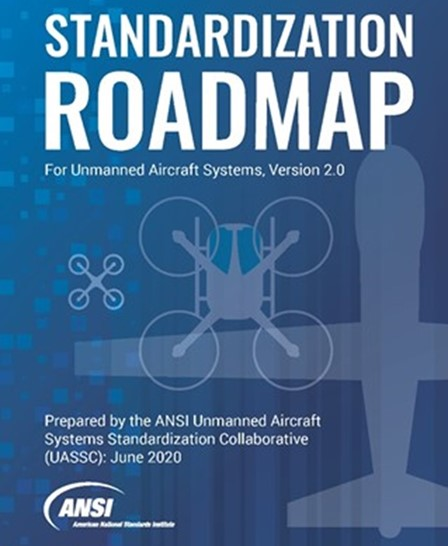 STANDARDIZATION
ROADMAP
For Unmanned Aircraft Systems, Version 2.0
Prepared by the ANSI Unmanned Aircraft
Systems Standardization Collaborative
(UASSC): June 2020
ANSI
American National Standards Institute